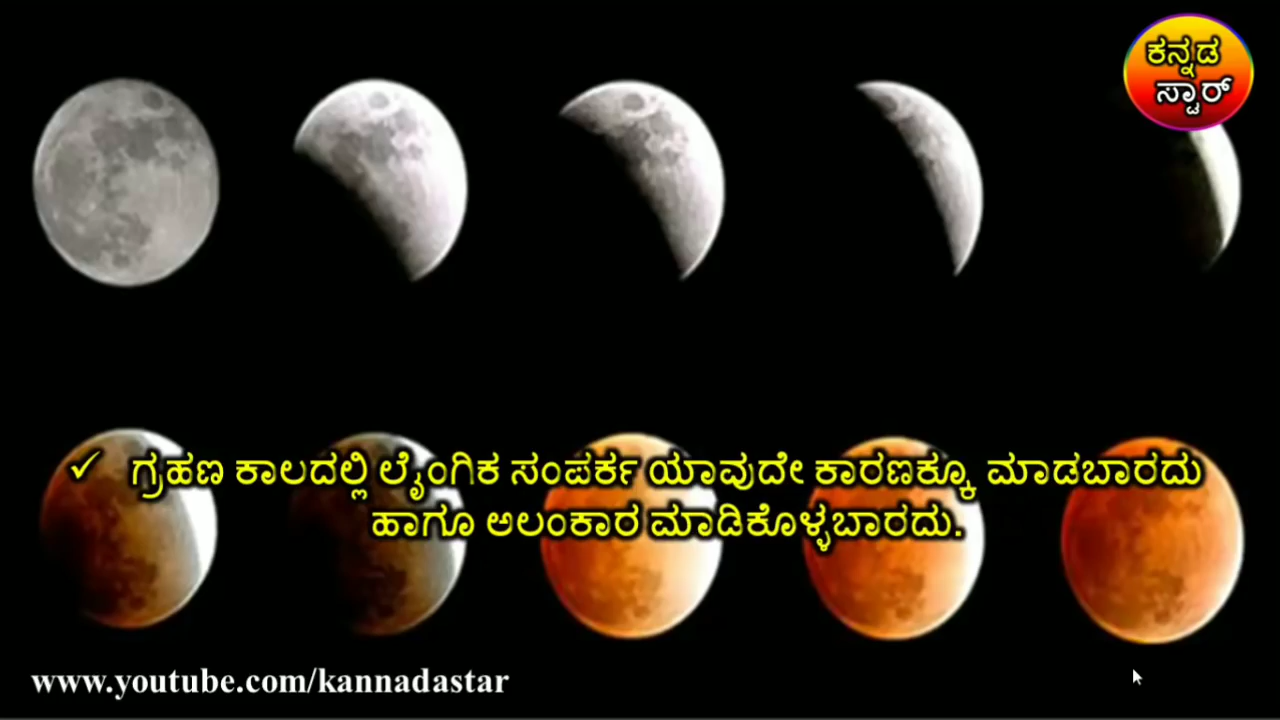 ಕನ್ನಡ
ಸ್ಟಾರ್
✓ ಗ್ರಹಣ ಕಾಲದಲ್ಲಿ ಲೈಂಗಿಕ ಸಂಪರ್ಕ ಯಾವುದೇ ಕಾರಣಕ್ಕೂ ಮಾಡಬಾರದು
ಹಾಗೂ ಅಲಂಕಾರ ಮಾಡಿಕೊಳ್ಳಬಾರದು.
www.youtube.com/kannadastar